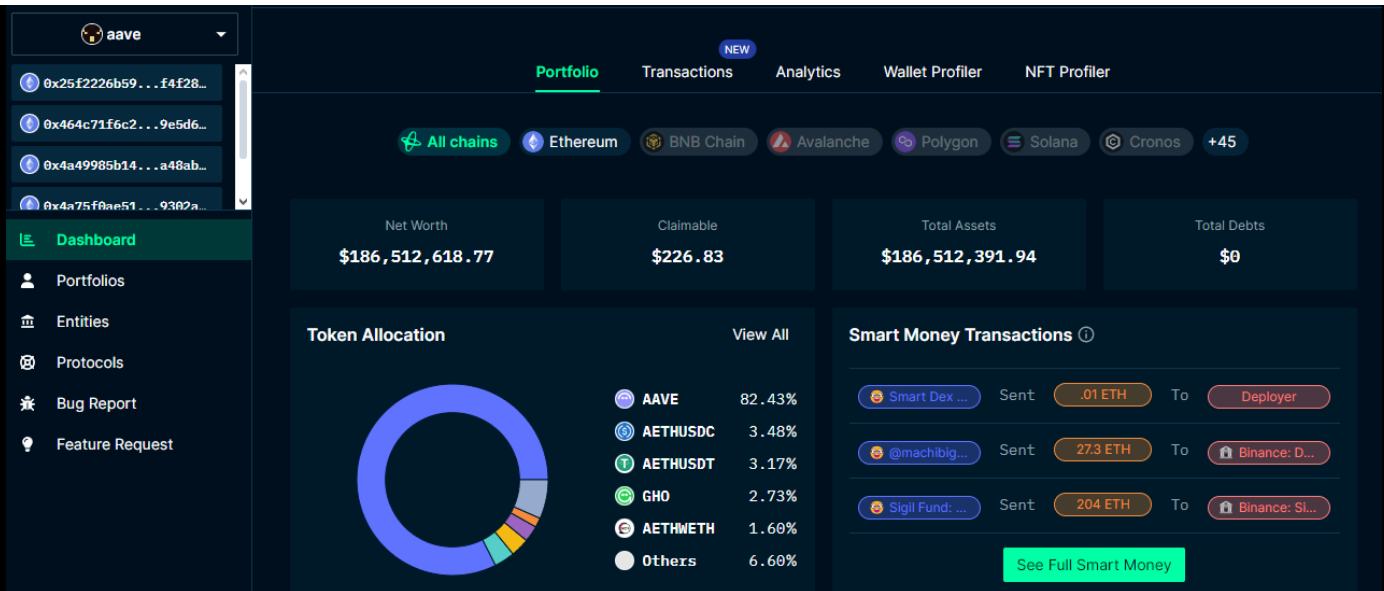 aave
0x25f2226b59...f4f28…
0x464c71f6c2...9e5d6…
0x4a49985b14...a48ab…
0x4a75f0ae51...9302a…
Dashboard
Portfolios
Entities
Protocols
Bug Report
Feature Request
NEW
Portfolio Transactions Analytics Wallet Profiler NFT Profiler
All chains Ethereum BNB Chain Avalanche Polygon Solana Cronos +45
Net Worth
$186,512,618.77
Claimable
$226.83
Total Assets
$186,512,391.94
Total Debts
$0
Token Allocation View All
AAVE 82.43%
AETHUSDC 3.48%
AETHUSDT 3.17%
GHO 2.73%
AETHWETH 1.60%
Others 6.60%
Smart Money Transactions
Smart Dex ... Sent .01 ETH To Deployer
@machibig... Sent 27.3 ETH To Binance: D...
Sigil Fund: ... Sent 204 ETH To Binance: Si...
See Full Smart Money